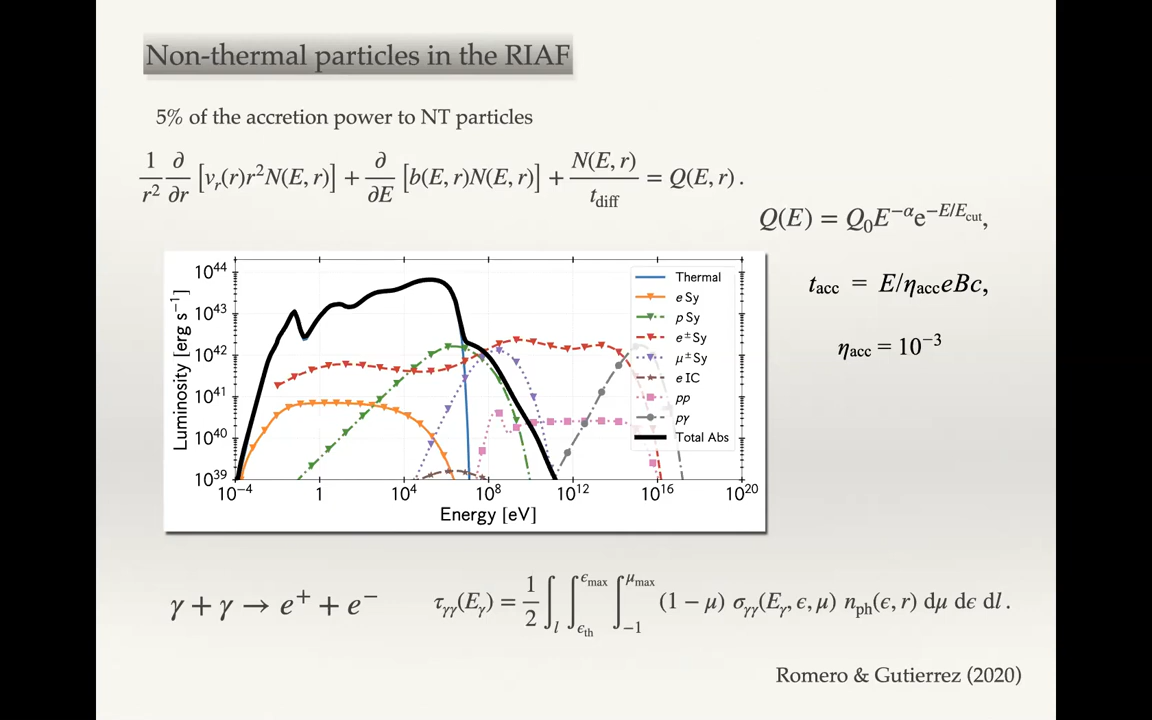 Non-thermal particles in the RIAF
5% of the accretion power to NT particles
1/r² ∂/∂r [v_r(r)r²N(E, r)] + ∂/∂E [b(E, r)N(E, r)] + N(E, r)/t_diff = Q(E, r) .
Q(E) = Q₀E^{−α}e^{−E/E_cut},
t_acc = E/η_acc eBc,
η_acc = 10⁻³
Luminosity [erg s⁻¹]
10⁴⁴
10⁴³
10⁴²
10⁴¹
10⁴⁰
10³⁹
Thermal
e Sy
p Sy
e± Sy
μ± Sy
e IC
pp
pγ
Total Abs
10⁻⁴ 1 10⁴ 10⁸ 10¹² 10¹⁶ 10²⁰
Energy [eV]
γ + γ → e⁺ + e⁻
τ_γγ(E_γ) = 1/2 ∫_l ∫_{ϵ_th}^{ϵ_max} ∫_{−1}^{μ_max} (1 − μ) σ_γγ(E_γ, ϵ, μ) n_ph(ϵ, r) dμ dϵ dl .
Romero & Gutierrez (2020)